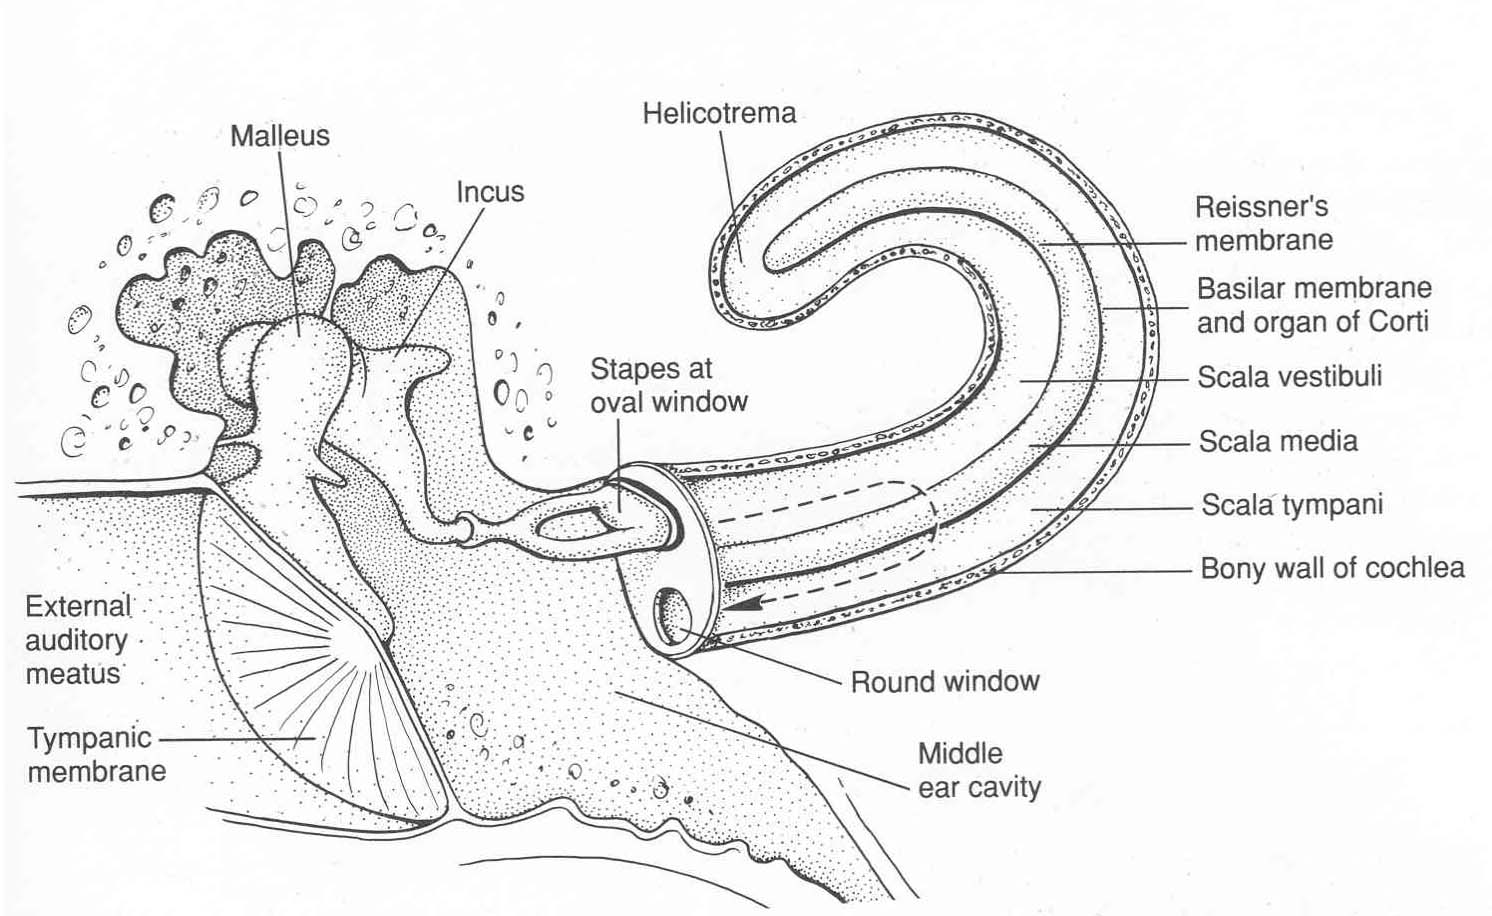 Helicotrema
Malleus
Incus
Reissner's
membrane
Basilar membrane
and organ of Corti
Stapes at
oval window
Scala vestibuli
Scala media
Scala tympani
Bony wall of cochlea
External
auditory
meatus
Round window
Tympanic
membrane
Middle
ear cavity